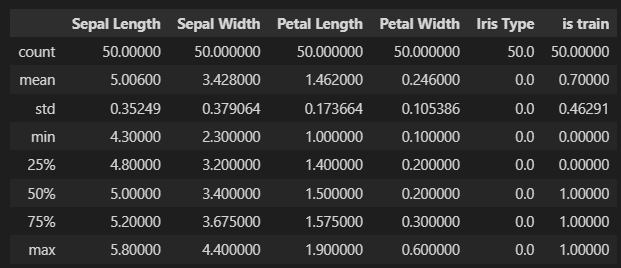 Sepal Length Sepal Width Petal Length Petal Width Iris Type is train
count 50.00000 50.000000 50.000000 50.000000 50.0 50.00000
mean 5.00600 3.428000 1.462000 0.246000 0.0 0.70000
std 0.35249 0.379064 0.173664 0.105386 0.0 0.46291
min 4.30000 2.300000 1.000000 0.100000 0.0 0.00000
25% 4.80000 3.200000 1.400000 0.200000 0.0 0.00000
50% 5.00000 3.400000 1.500000 0.200000 0.0 1.00000
75% 5.20000 3.675000 1.575000 0.300000 0.0 1.00000
max 5.80000 4.400000 1.900000 0.600000 0.0 1.00000